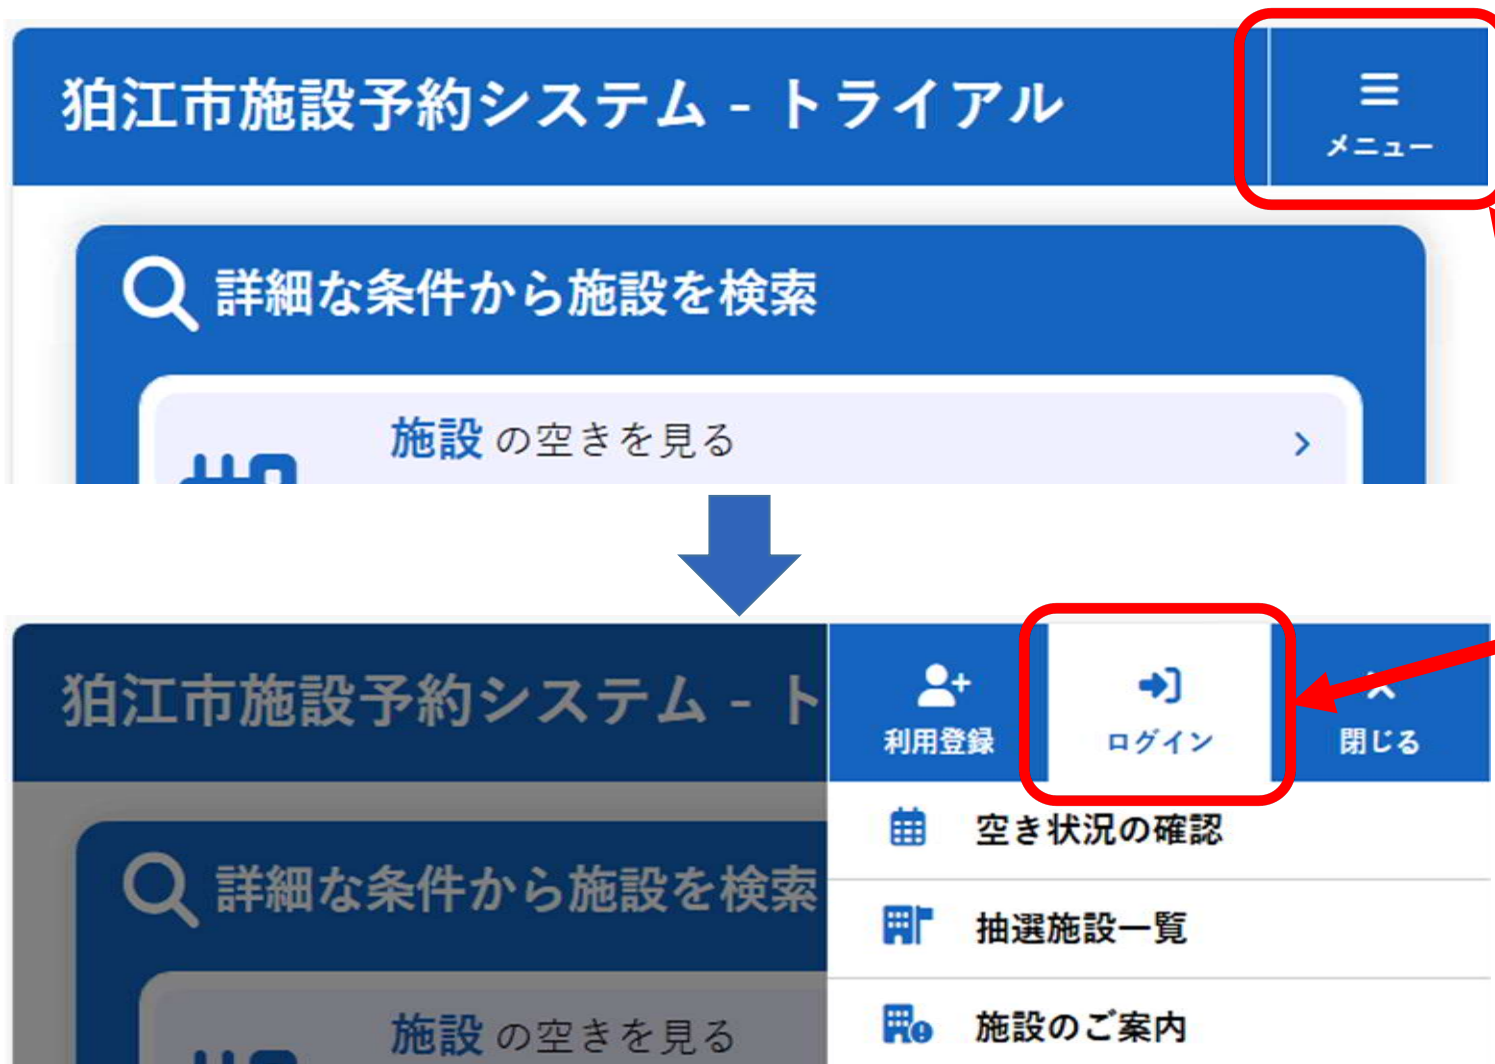 狛江市施設予約システム - トライアル
メニュー
詳細な条件から施設を検索
施設 の空きを見る
狛江市施設予約システム - ト
利用登録
ログイン
閉じる
詳細な条件から施設を検索
空き状況の確認
抽選施設一覧
施設 の空きを見る
施設のご案内